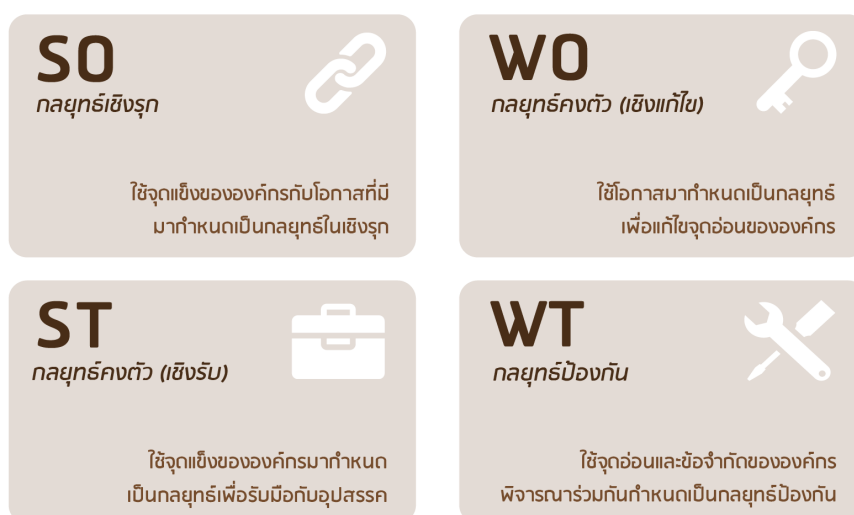 SO
กลยุทธ์เชิงรุก
ใช้จุดแข็งขององค์กรกับโอกาสที่มี
มากำหนดเป็นกลยุทธ์ในเชิงรุก
WO
กลยุทธ์คงตัว (เชิงแก้ไข)
ใช้โอกาสมากำหนดเป็นกลยุทธ์
เพื่อแก้ไขจุดอ่อนขององค์กร
ST
กลยุทธ์คงตัว (เชิงรับ)
ใช้จุดแข็งขององค์กรมากำหนด
เป็นกลยุทธ์เพื่อรับมือกับอุปสรรค
WT
กลยุทธ์ป้องกัน
ใช้จุดอ่อนและข้อจำกัดขององค์กร
พิจารณาร่วมกันกำหนดเป็นกลยุทธ์ป้องกัน